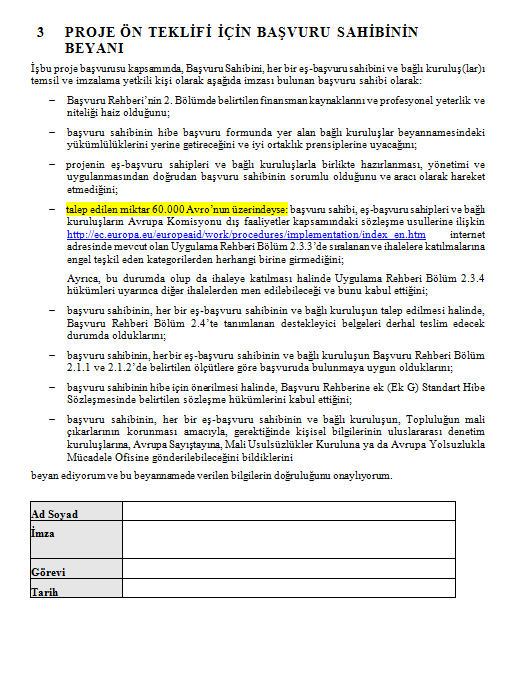 3 PROJE ÖN TEKLİFİ İÇİN BAŞVURU SAHİBİNİN
BEYANI
İşbu proje başvurusu kapsamında, Başvuru Sahibini, her bir eş-başvuru sahibini ve bağlı kuruluş(lar)ı
temsil ve imzalama yetkili kişi olarak aşağıda imzası bulunan başvuru sahibi olarak:
– Başvuru Rehberi’nin 2. Bölümde belirtilen finansman kaynaklarını ve profesyonel yeterlik ve
niteliği haiz olduğunu;
– başvuru sahibinin hibe başvuru formunda yer alan bağlı kuruluşlar beyannamesindeki
yükümlülüklerini yerine getireceğini ve iyi ortaklık prensiplerine uyacağını;
– projenin eş-başvuru sahipleri ve bağlı kuruluşlarla birlikte hazırlanması, yönetimi ve
uygulanmasından doğrudan başvuru sahibinin sorumlu olduğunu ve aracı olarak hareket
etmediğini;
– talep edilen miktar 60.000 Avro’nun üzerindeyse: başvuru sahibi, eş-başvuru sahipleri ve bağlı
kuruluşların Avrupa Komisyonu dış faaliyetler kapsamındaki sözleşme usullerine ilişkin
http://ec.europa.eu/europeaid/work/procedures/implementation/index_en.htm internet
adresinde mevcut olan Uygulama Rehberi Bölüm 2.3.3’de sıralanan ve ihalelere katılmalarına
engel teşkil eden kategorilerden herhangi birine girmediğini;
Ayrıca, bu durumda olup da ihaleye katılması halinde Uygulama Rehberi Bölüm 2.3.4
hükümleri uyarınca diğer ihalelerden men edilebileceği ve bunu kabul ettiğini;
– başvuru sahibinin, her bir eş-başvuru sahibinin ve bağlı kuruluşun talep edilmesi halinde,
Başvuru Rehberi Bölüm 2.4’te tanımlanan destekleyici belgeleri derhal teslim edecek
durumda olduklarını;
– başvuru sahibinin, her bir eş-başvuru sahibinin ve bağlı kuruluşun Başvuru Rehberi Bölüm
2.1.1 ve 2.1.2’de belirtilen ölçütlere göre başvuruda bulunmaya uygun olduklarını;
– başvuru sahibinin hibe için önerilmesi halinde, Başvuru Rehberine ek (Ek G) Standart Hibe
Sözleşmesinde belirtilen sözleşme hükümlerini kabul ettiğini;
– başvuru sahibinin, her bir eş-başvuru sahibinin ve bağlı kuruluşun, Topluluğun mali
çıkarlarının korunması amacıyla, gerektiğinde kişisel bilgilerinin uluslararası denetim
kuruluşlarına, Avrupa Sayıştayına, Mali Usulsüzlükler Kuruluna ya da Avrupa Yolsuzlukla
Mücadele Ofisine gönderilebileceğini bildiklerini
beyan ediyorum ve bu beyannamede verilen bilgilerin doğruluğunu onaylıyorum.
Ad Soyad
İmza
Görevi
Tarih